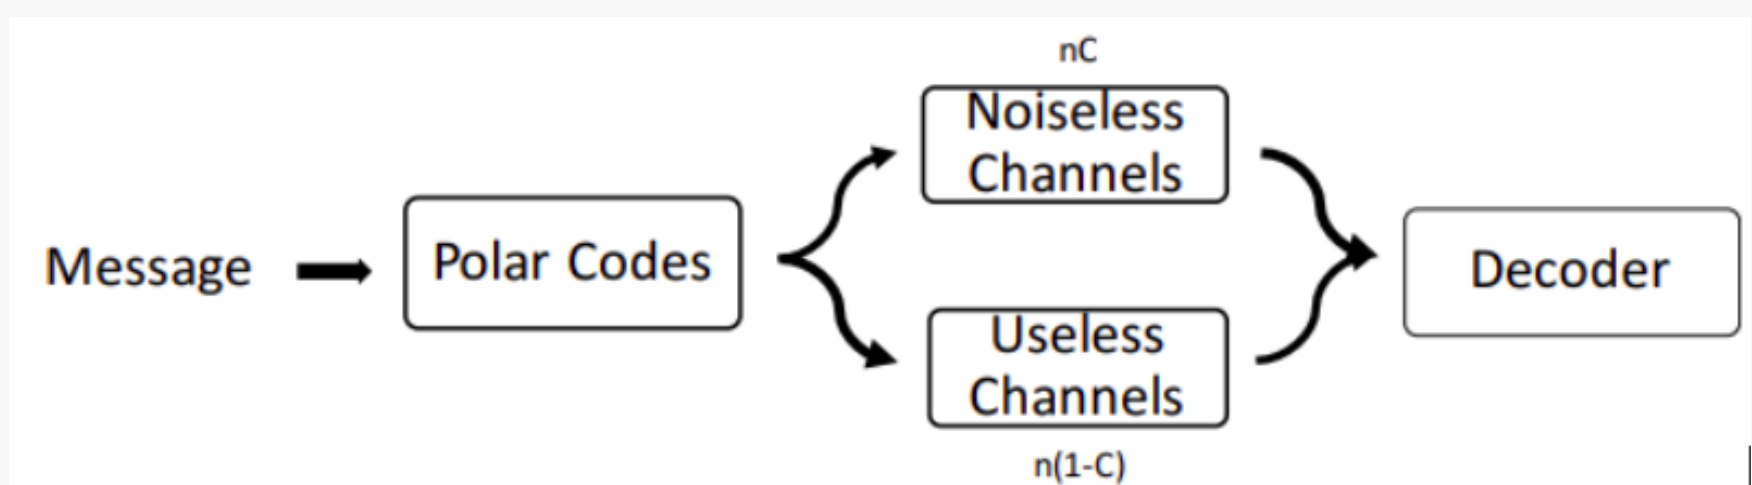 Message
Polar Codes
nC
Noiseless
Channels
Useless
Channels
n(1-C)
Decoder